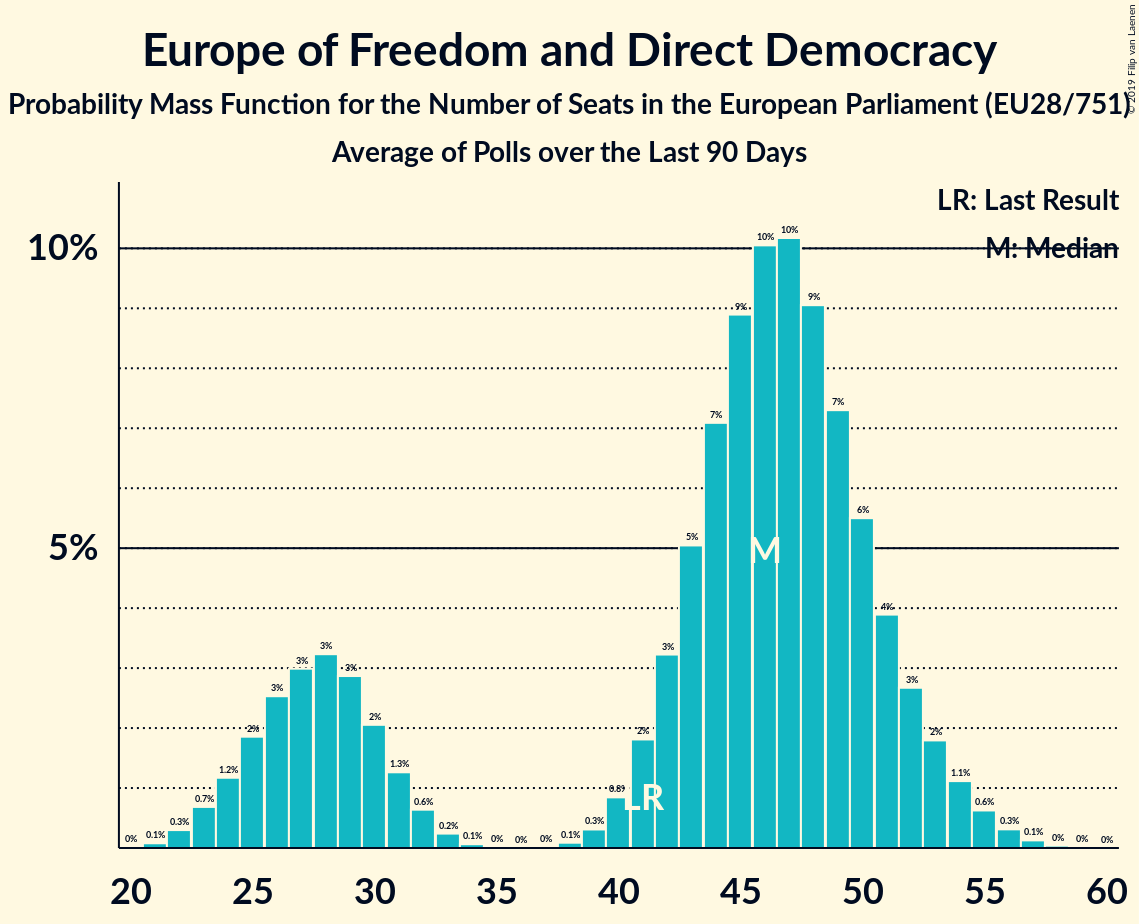 Europe of Freedom and Direct Democracy
Probability Mass Function for the Number of Seats in the European Parliament (EU28/751)
Average of Polls over the Last 90 Days
© 2019 Filip van Laenen
LR: Last Result
M: Median
10%
5%
0% 0.1% 0.3% 0.7% 1.2% 2% 3% 3% 3% 3% 2% 1.3% 0.6% 0.2% 0.1% 0% 0% 0% 0.1% 0.3% 0.8% 2% 3% 5% 7% 9% 10% 10% 9% 7% 6% 4% 3% 2% 1.1% 0.6% 0.3% 0.1% 0% 0% 0%
M
LR
20 25 30 35 40 45 50 55 60